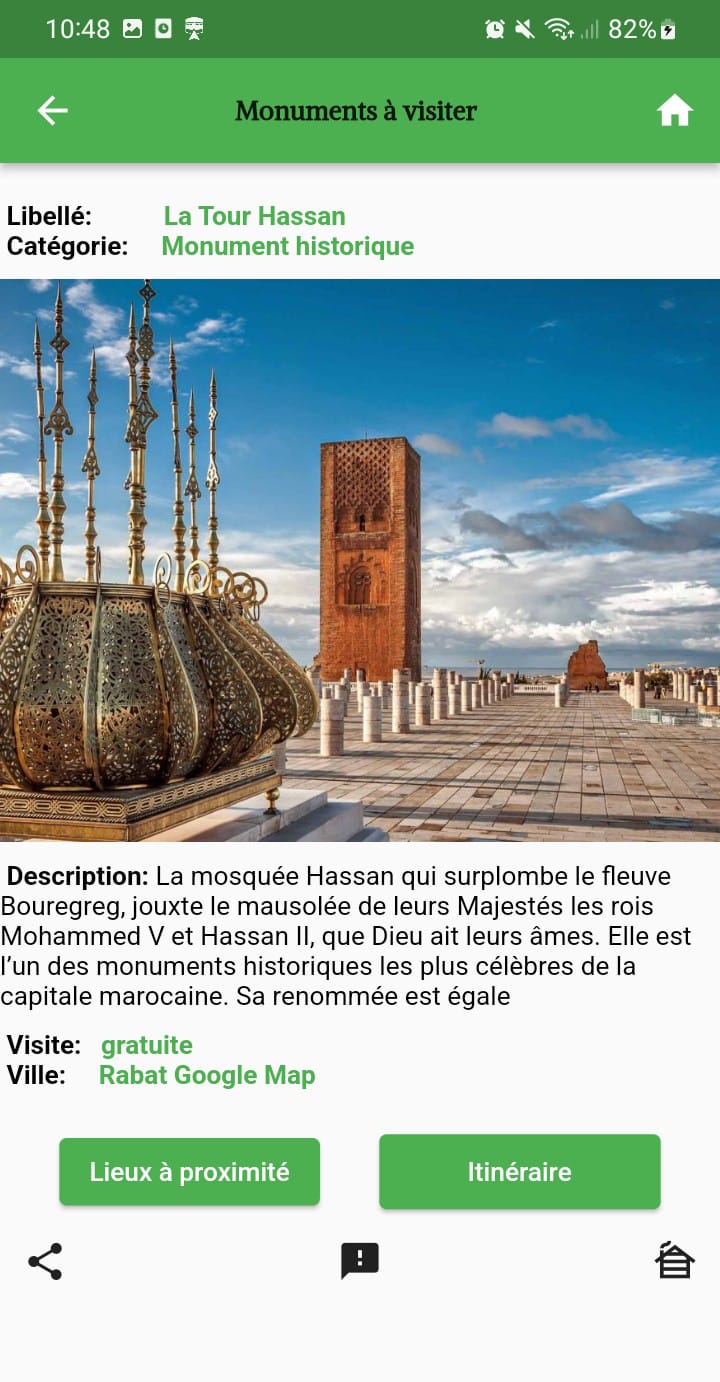 10:48 82%
Monuments à visiter
Libellé: La Tour Hassan
Catégorie: Monument historique
Description: La mosquée Hassan qui surplombe le fleuve
Bouregreg, jouxte le mausolée de leurs Majestés les rois
Mohammed V et Hassan II, que Dieu ait leurs âmes. Elle est
l’un des monuments historiques les plus célèbres de la
capitale marocaine. Sa renommée est égale
Visite: gratuite
Ville: Rabat Google Map
Lieux à proximité Itinéraire